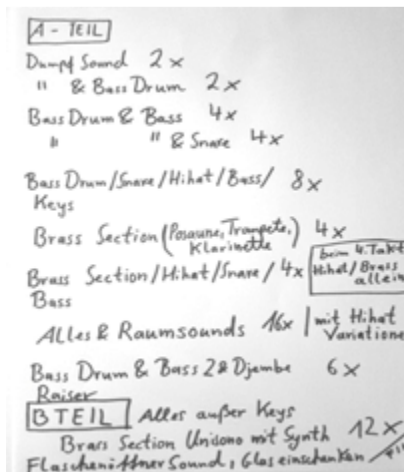 A - TEIL
Dumpf Sound 2x
" & Bass Drum 2x
Bass Drum & Bass 4x
" " & Snare 4x
Bass Drum/Snare/Hihat/Bass/ 8x
Keys
Brass Section (Posaune, Trompete, Klarinette) 4x
Brass Section/Hihat/Snare/ 4x
Bass
beim 4. Takt
Hihat/Brass
allein
Alles & Raumsounds 16x | mit Hihat
Variatione
Bass Drum & Bass 2 & Djembe 6x
Raiser
B TEIL Alles außer Keys
Brass Section Unisono mit Synth 12x
Flaschenöffner Sound, Glas einschenken